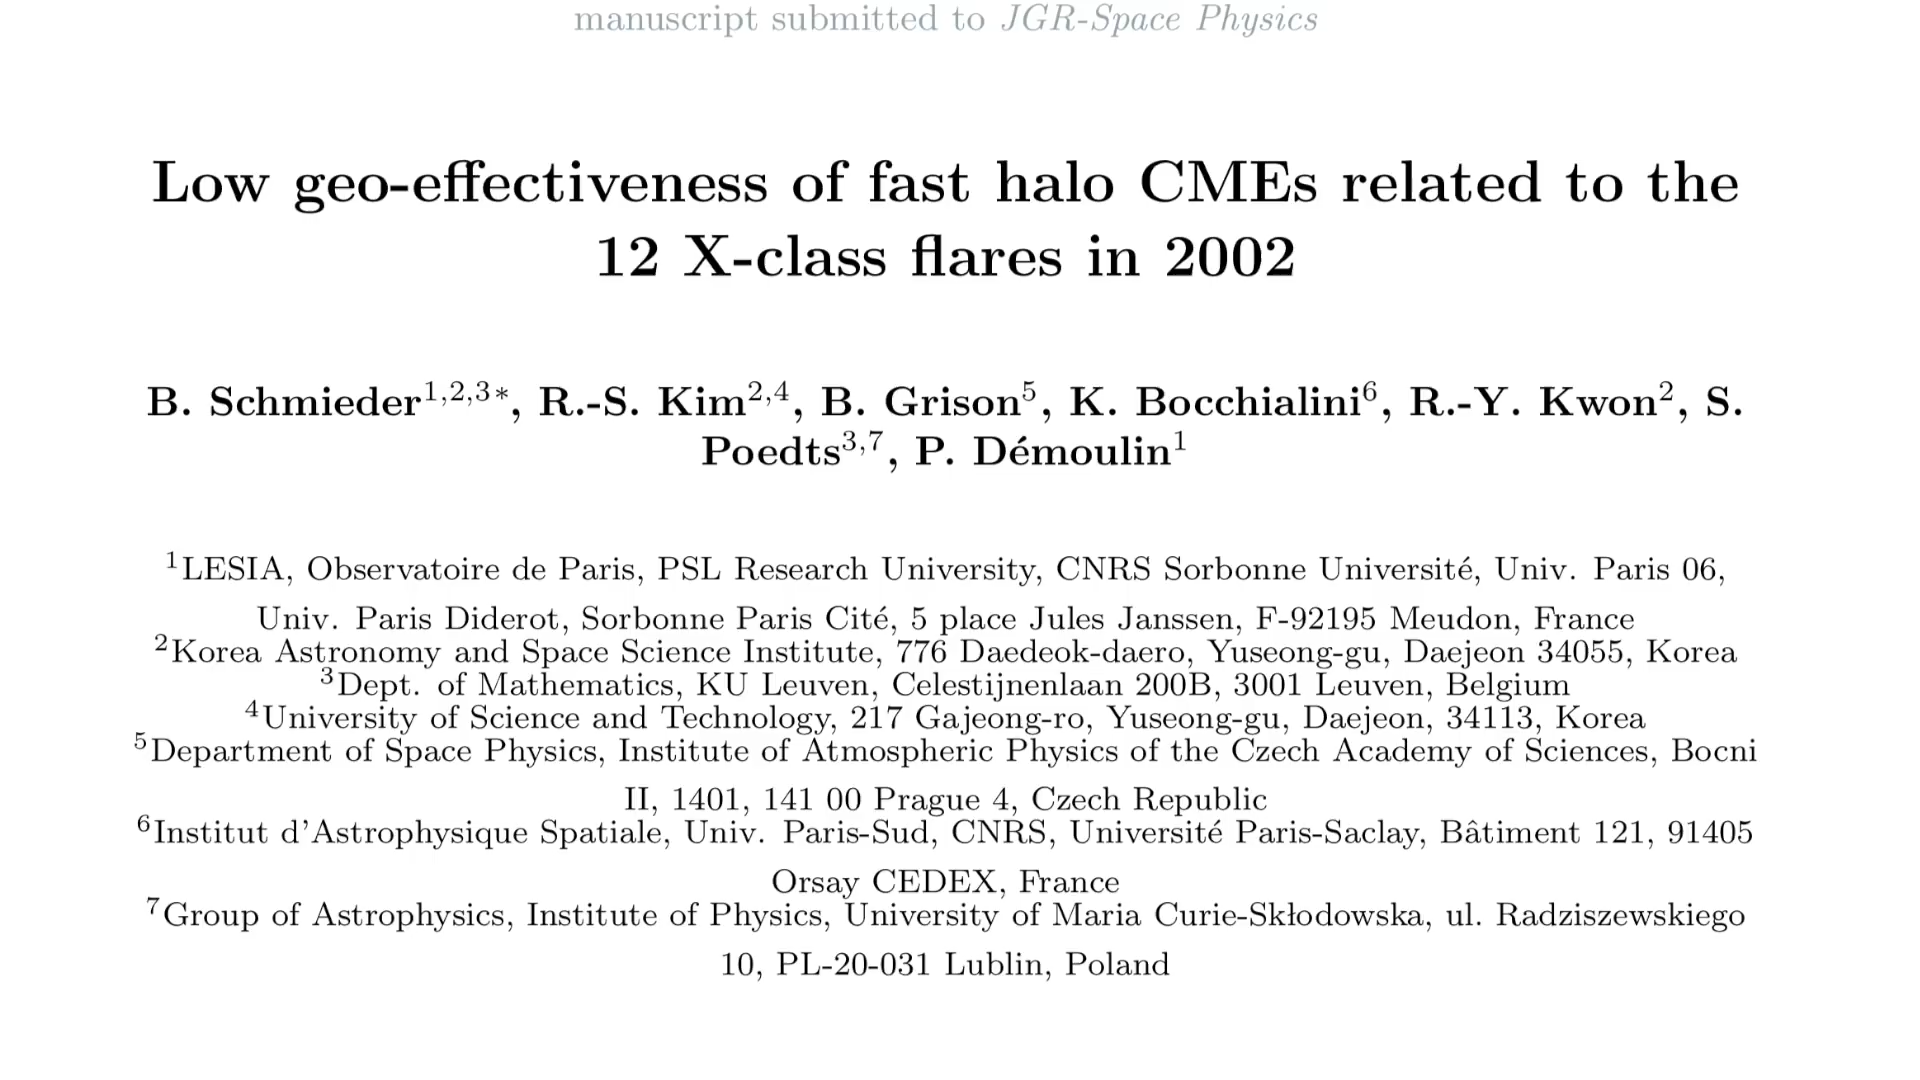 manuscript submitted to JGR-Space Physics
Low geo-effectiveness of fast halo CMEs related to the
12 X-class flares in 2002
B. Schmieder1,2,3*, R.-S. Kim2,4, B. Grison5, K. Bocchialini6, R.-Y. Kwon2, S.
Poedts3,7, P. Démoulin1
1LESIA, Observatoire de Paris, PSL Research University, CNRS Sorbonne Université, Univ. Paris 06,
Univ. Paris Diderot, Sorbonne Paris Cité, 5 place Jules Janssen, F-92195 Meudon, France
2Korea Astronomy and Space Science Institute, 776 Daedeok-daero, Yuseong-gu, Daejeon 34055, Korea
3Dept. of Mathematics, KU Leuven, Celestijnenlaan 200B, 3001 Leuven, Belgium
4University of Science and Technology, 217 Gajeong-ro, Yuseong-gu, Daejeon, 34113, Korea
5Department of Space Physics, Institute of Atmospheric Physics of the Czech Academy of Sciences, Bocni
II, 1401, 141 00 Prague 4, Czech Republic
6Institut d'Astrophysique Spatiale, Univ. Paris-Sud, CNRS, Université Paris-Saclay, Bâtiment 121, 91405
Orsay CEDEX, France
7Group of Astrophysics, Institute of Physics, University of Maria Curie-Skłodowska, ul. Radziszewskiego
10, PL-20-031 Lublin, Poland